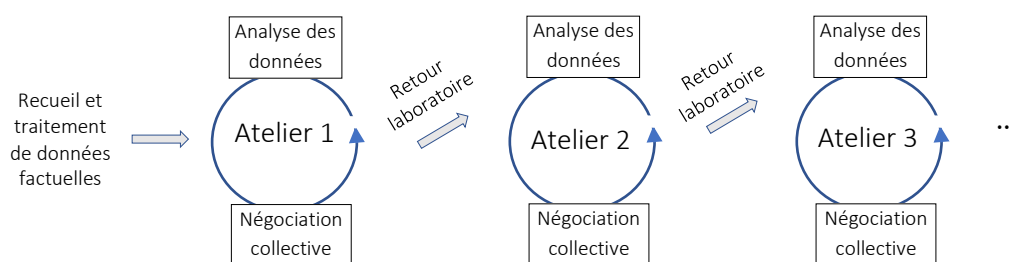 Recueil et
traitement
de données
factuelles
Analyse des
données
Atelier 1
Négociation
collective
Retour
laboratoire
Analyse des
données
Atelier 2
Négociation
collective
Retour
laboratoire
Analyse des
données
Atelier 3
Négociation
collective
..